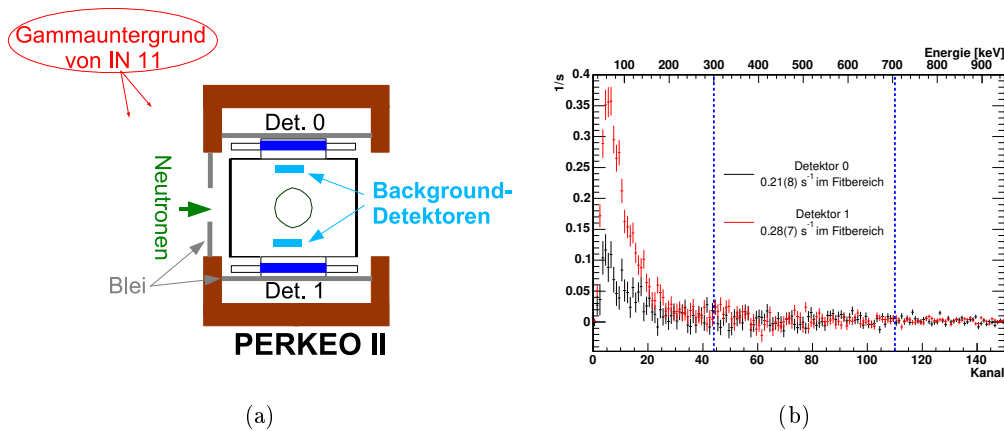 Gammauntergrund
von IN 11
Det. 0
Neutronen
Background-
Detektoren
Blei
Det. 1
PERKEO II
(a)
Energie [keV]
100 200 300 400 500 600 700 800 900
1/s
0.4
0.35
0.3
0.25
0.2
0.15
0.1
0.05
0
Detektor 0
0.21(8) s⁻¹ im Fitbereich
Detektor 1
0.28(7) s⁻¹ im Fitbereich
0 20 40 60 80 100 120 140
Kanal
(b)